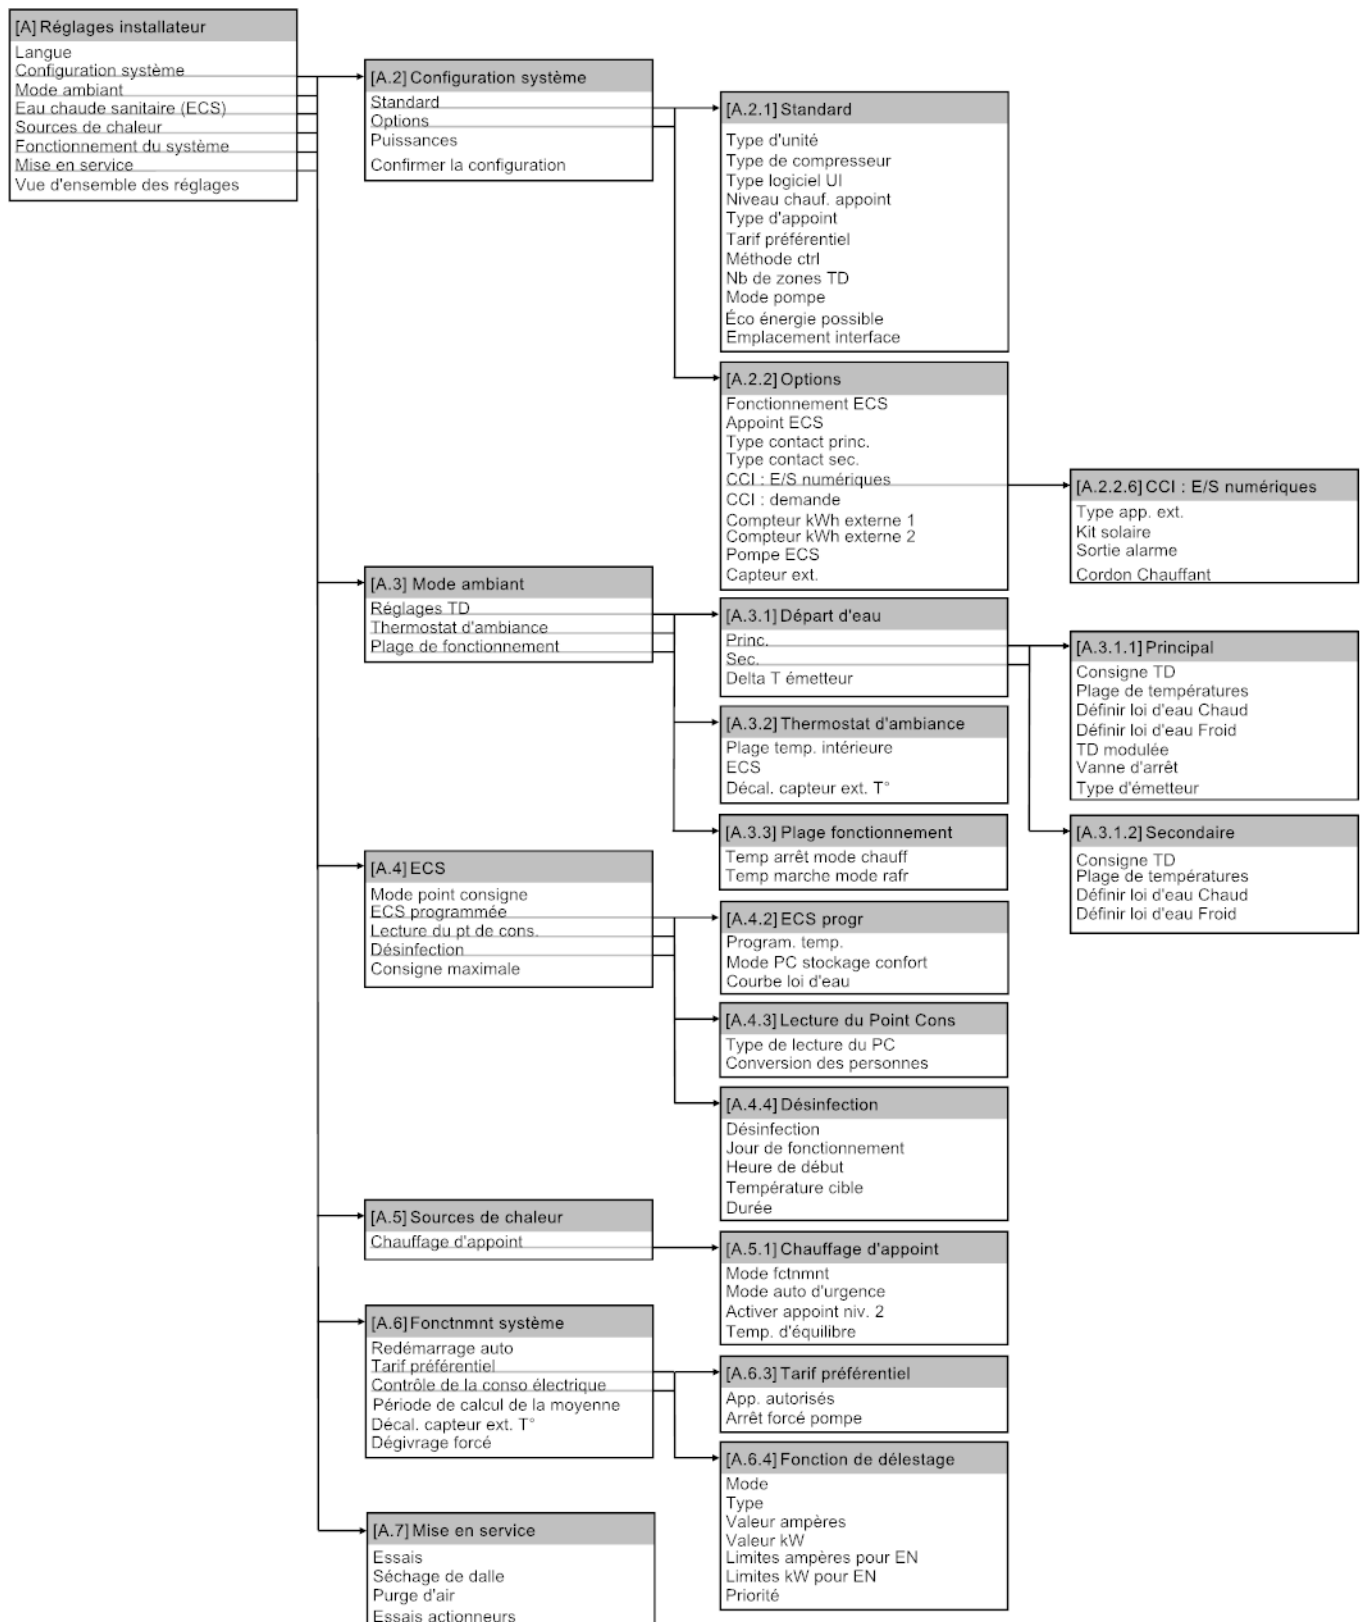 [A] Réglages installateur
Langue
Configuration système
Mode ambiant
Eau chaude sanitaire (ECS)
Sources de chaleur
Fonctionnement du système
Mise en service
Vue d'ensemble des réglages
[A.2] Configuration système
Standard
Options
Puissances
Confirmer la configuration
[A.2.1] Standard
Type d'unité
Type de compresseur
Type logiciel UI
Niveau chauf. appoint
Type d'appoint
Tarif préférentiel
Méthode ctrl
Nb de zones TD
Mode pompe
Éco énergie possible
Emplacement interface
[A.2.2] Options
Fonctionnement ECS
Appoint ECS
Type contact princ.
Type contact sec.
CCI : E/S numériques
CCI : demande
Compteur kWh externe 1
Compteur kWh externe 2
Pompe ECS
Capteur ext.
[A.2.2.6] CCI : E/S numériques
Type app. ext.
Kit solaire
Sortie alarme
Cordon Chauffant
[A.3] Mode ambiant
Réglages TD
Thermostat d'ambiance
Plage de fonctionnement
[A.3.1] Départ d'eau
Princ.
Sec.
Delta T émetteur
[A.3.1.1] Principal
Consigne TD
Plage de températures
Définir loi d'eau Chaud
Définir loi d'eau Froid
TD modulée
Vanne d'arrêt
Type d'émetteur
[A.3.2] Thermostat d'ambiance
Plage temp. intérieure
ECS
Décal. capteur ext. T°
[A.3.3] Plage fonctionnement
Temp arrêt mode chauff
Temp marche mode rafr
[A.3.1.2] Secondaire
Consigne TD
Plage de températures
Définir loi d'eau Chaud
Définir loi d'eau Froid
[A.4] ECS
Mode point consigne
ECS programmée
Lecture du pt de cons.
Désinfection
Consigne maximale
[A.4.2] ECS progr
Program. temp.
Mode PC stockage confort
Courbe loi d'eau
[A.4.3] Lecture du Point Cons
Type de lecture du PC
Conversion des personnes
[A.4.4] Désinfection
Désinfection
Jour de fonctionnement
Heure de début
Température cible
Durée
[A.5] Sources de chaleur
Chauffage d'appoint
[A.5.1] Chauffage d'appoint
Mode fctnmnt
Mode auto d'urgence
Activer appoint niv. 2
Temp. d'équilibre
[A.6] Fonctnmnt système
Redémarrage auto
Tarif préférentiel
Contrôle de la conso électrique
Période de calcul de la moyenne
Décal. capteur ext. T°
Dégivrage forcé
[A.6.3] Tarif préférentiel
App. autorisés
Arrêt forcé pompe
[A.6.4] Fonction de délestage
Mode
Type
Valeur ampères
Valeur kW
Limites ampères pour EN
Limites kW pour EN
Priorité
[A.7] Mise en service
Essais
Séchage de dalle
Purge d'air
Essais actionneurs